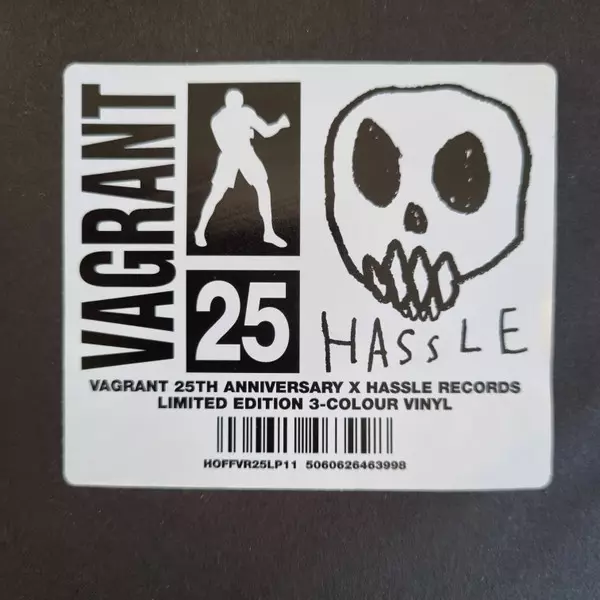 VAGRANT
25
HASSLE
VAGRANT 25TH ANNIVERSARY X HASSLE RECORDS
LIMITED EDITION 3-COLOUR VINYL
HOFFVR25LP11 5060626463998